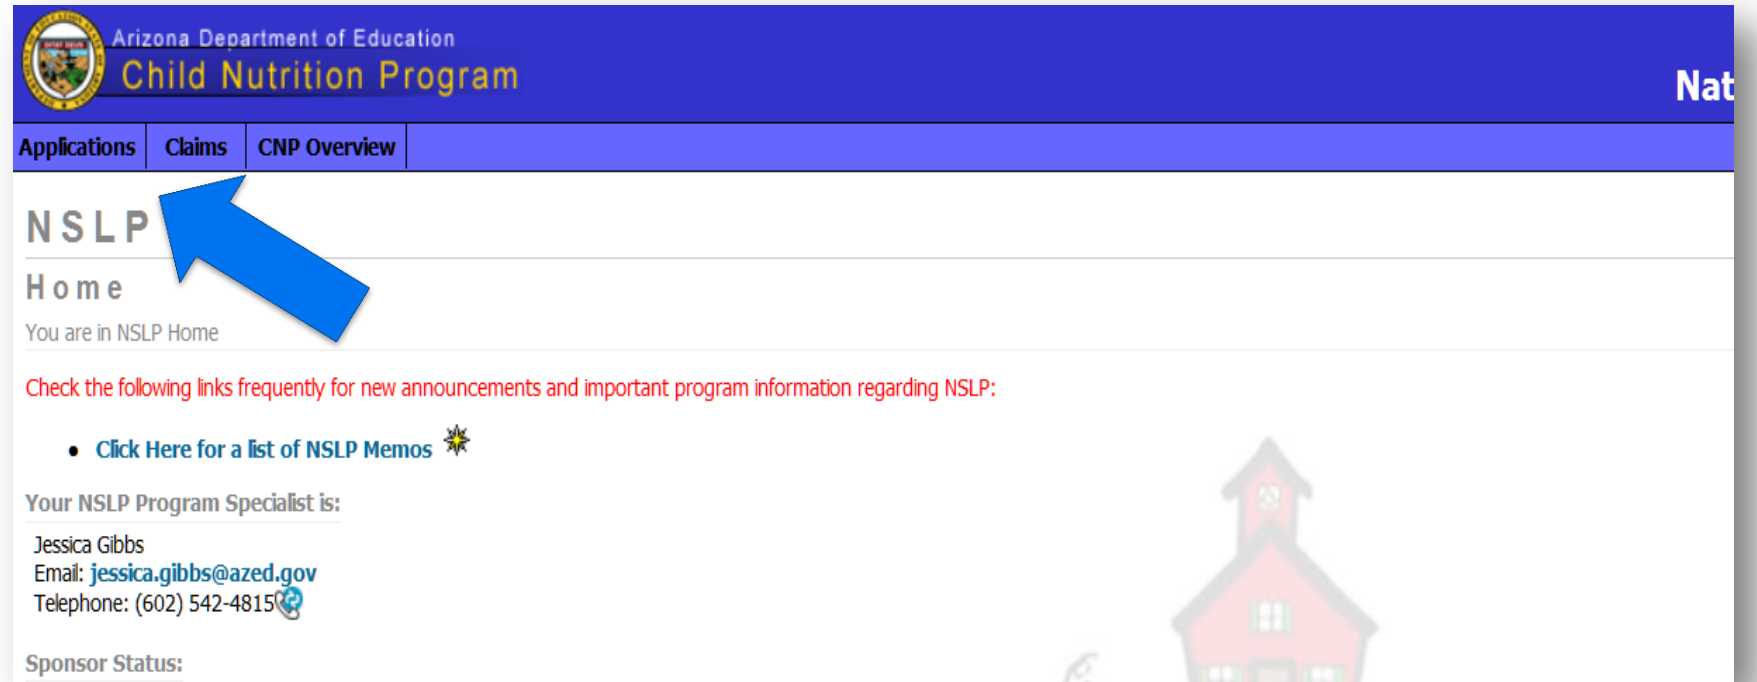 Arizona Department of Education
Child Nutrition Program
Nat
Applications Claims CNP Overview
NSLP
Home
You are in NSLP Home
Check the following links frequently for new announcements and important program information regarding NSLP:
• Click Here for a list of NSLP Memos
Your NSLP Program Specialist is:
Jessica Gibbs
Email: jessica.gibbs@azed.gov
Telephone: (602) 542-4815
Sponsor Status: